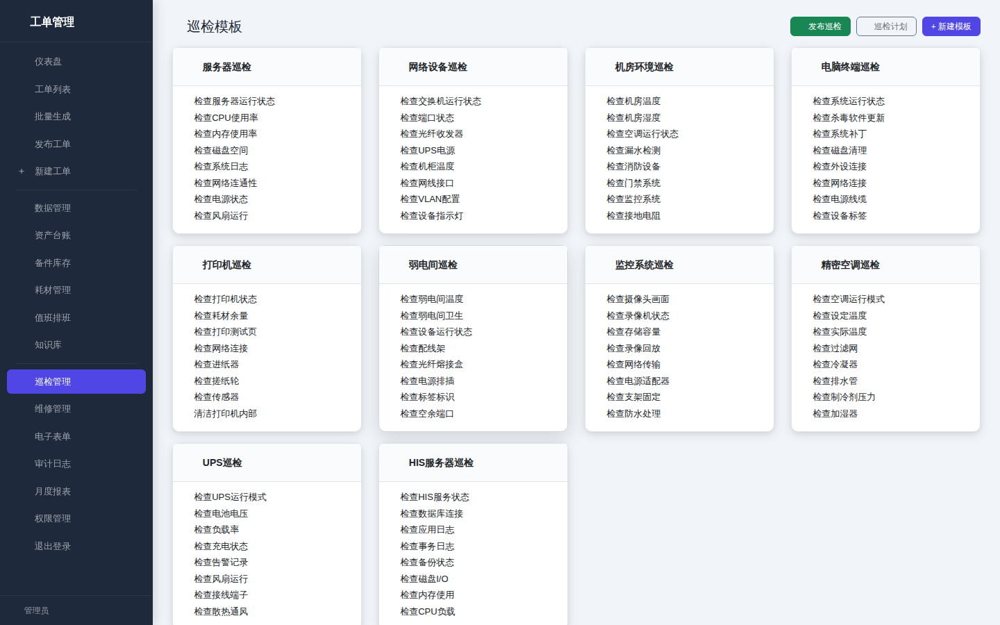 工单管理
仪表盘
工单列表
批量生成
发布工单
+ 新建工单
数据管理
资产台账
备件库存
耗材管理
值班排班
知识库
巡检管理
维修管理
电子表单
审计日志
月度报表
权限管理
退出登录
管理员
巡检模板
发布巡检
巡检计划
+ 新建模板
服务器巡检
检查服务器运行状态
检查CPU使用率
检查内存使用率
检查磁盘空间
检查系统日志
检查网络连通性
检查电源状态
检查风扇运行
网络设备巡检
检查交换机运行状态
检查端口状态
检查光纤收发器
检查UPS电源
检查机柜温度
检查网线接口
检查VLAN配置
检查设备指示灯
机房环境巡检
检查机房温度
检查机房湿度
检查空调运行状态
检查漏水检测
检查消防设备
检查门禁系统
检查监控系统
检查接地电阻
电脑终端巡检
检查系统运行状态
检查杀毒软件更新
检查系统补丁
检查磁盘清理
检查外设连接
检查网络连接
检查电源线缆
检查设备标签
打印机巡检
检查打印机状态
检查耗材余量
检查打印测试页
检查网络连接
检查进纸器
检查搓纸轮
检查传感器
清洁打印机内部
弱电间巡检
检查弱电间温度
检查弱电间卫生
检查设备运行状态
检查配线架
检查光纤熔接盒
检查电源排插
检查标签标识
检查空余端口
监控系统巡检
检查摄像头画面
检查录像机状态
检查存储容量
检查录像回放
检查网络传输
检查电源适配器
检查支架固定
检查防水处理
精密空调巡检
检查空调运行模式
检查设定温度
检查实际温度
检查过滤网
检查冷凝器
检查排水管
检查制冷剂压力
检查加湿器
UPS巡检
检查UPS运行模式
检查电池电压
检查负载率
检查充电状态
检查告警记录
检查风扇运行
检查接线端子
检查散热通风
HIS服务器巡检
检查HIS服务状态
检查数据库连接
检查应用日志
检查事务日志
检查备份状态
检查磁盘I/O
检查内存使用
检查CPU负载